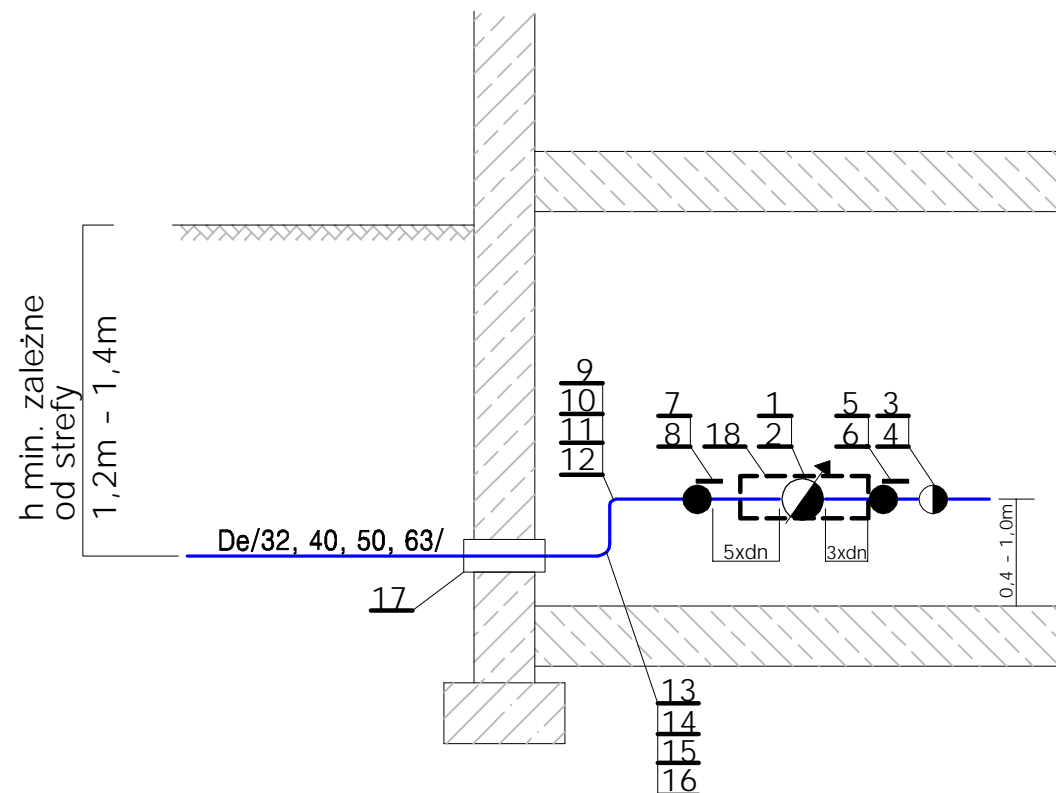 h min. zależne
od strefy
1,2m - 1,4m
De/32, 40, 50, 63/
17
9
10
11
12
7
8
18
1
2
5
6
3
4
5xdn
3xdn
0,4 - 1,0m
13
14
15
16